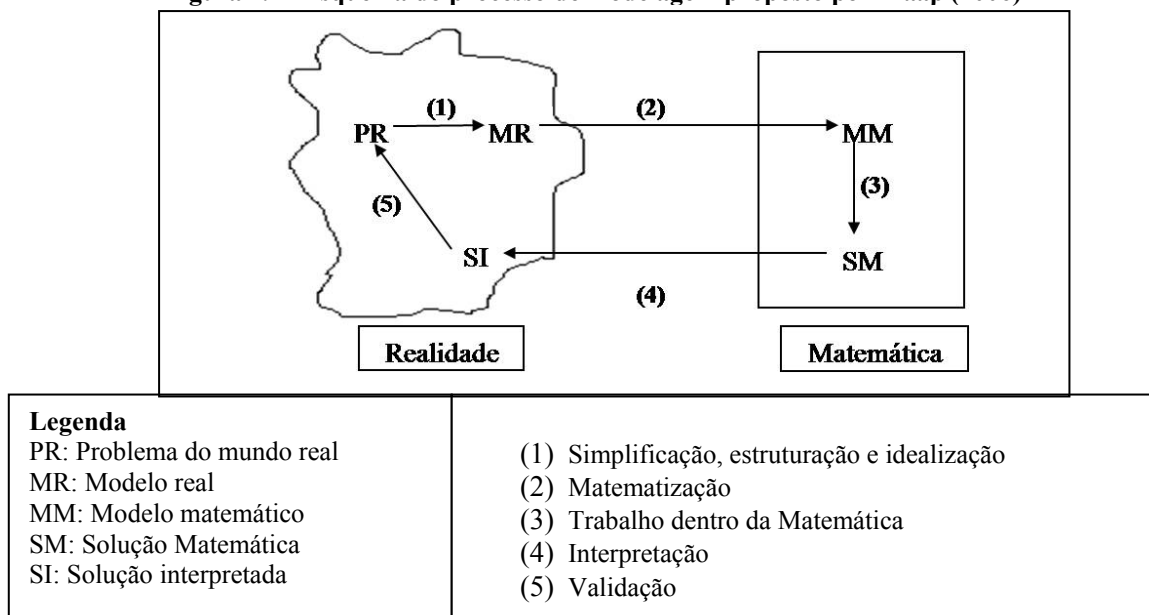 (1)
(2)
PR
MR
MM
(3)
(5)
SI
SM
(4)
Realidade
Matemática
Legenda
PR: Problema do mundo real
MR: Modelo real
MM: Modelo matemático
SM: Solução Matemática
SI: Solução interpretada
(1) Simplificação, estruturação e idealização
(2) Matematização
(3) Trabalho dentro da Matemática
(4) Interpretação
(5) Validação